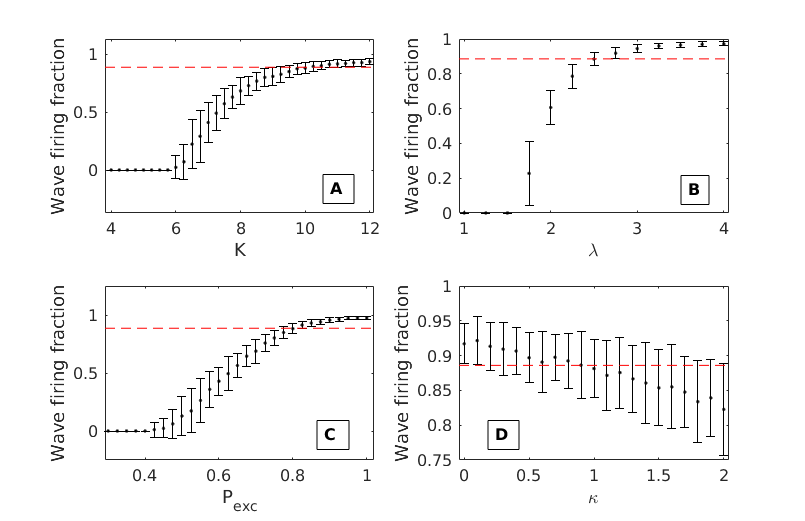 Wave firing fraction
1
0.5
0
A
4 6 8 10 12
K
Wave firing fraction
1
0.8
0.6
0.4
0.2
0
B
1 2 3 4
λ
Wave firing fraction
1
0.5
0
C
0.4 0.6 0.8 1
P_exc
Wave firing fraction
1
0.95
0.9
0.85
0.8
0.75
D
0 0.5 1 1.5 2
κ